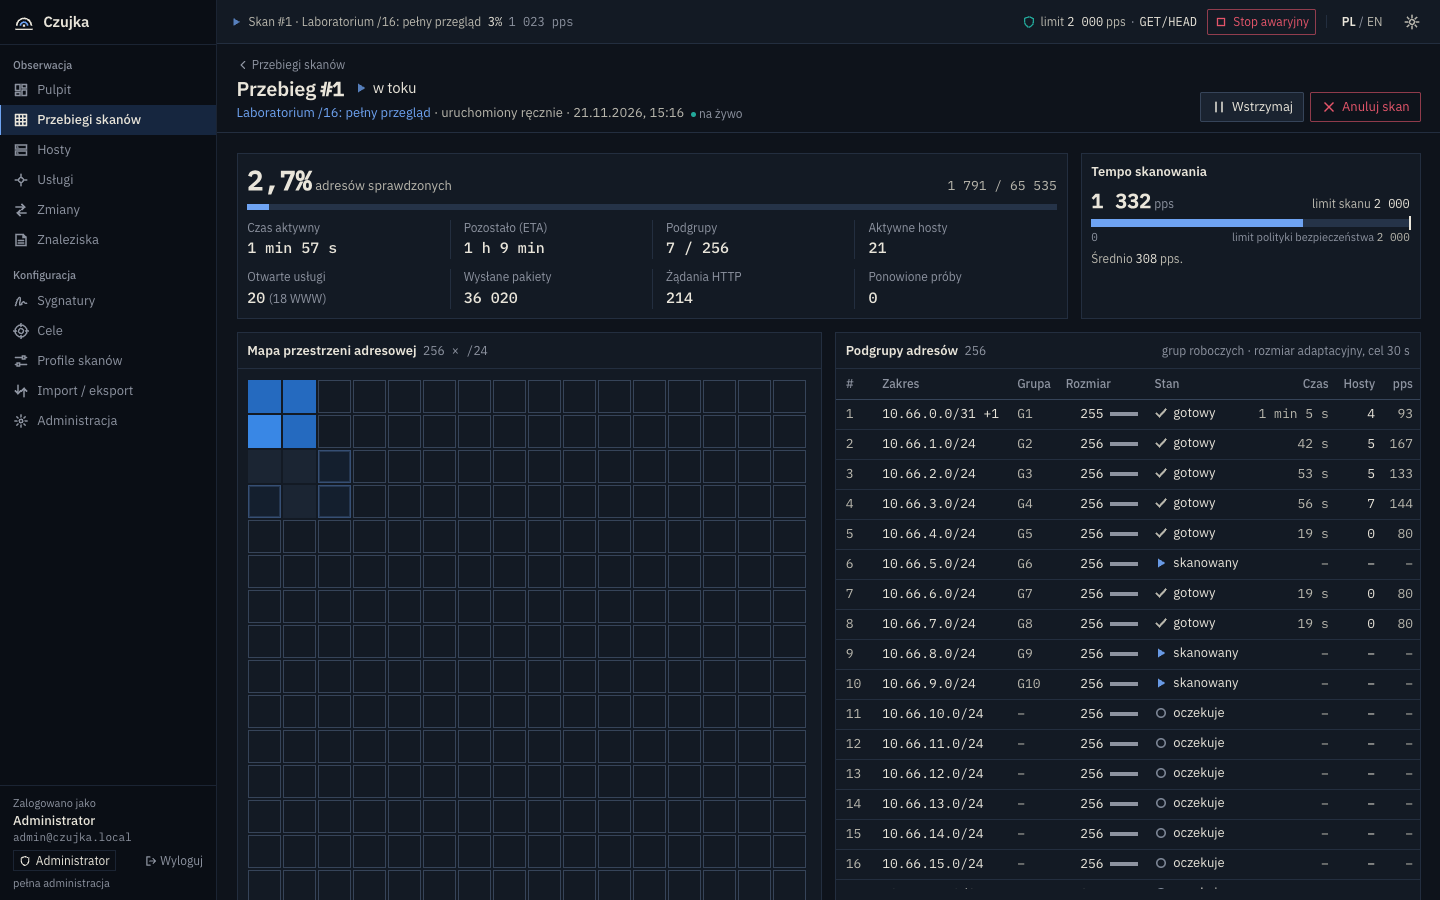 Czujka
Skan #1 · Laboratorium /16: pełny przegląd 3% 1 023 pps
limit 2 000 pps · GET/HEAD
Stop awaryjny
PL / EN
Obserwacja
Pulpit
Przebiegi skanów
Hosty
Usługi
Zmiany
Znaleziska
Konfiguracja
Sygnatury
Cele
Profile skanów
Import / eksport
Administracja
Zalogowano jako
Administrator
admin@czujka.local
Administrator
Wyloguj
pełna administracja
Przebiegi skanów
Przebieg #1 w toku
Laboratorium /16: pełny przegląd · uruchomiony ręcznie · 21.11.2026, 15:16 na żywo
Wstrzymaj
Anuluj skan
2,7% adresów sprawdzonych 1 791 / 65 535
Czas aktywny Pozostało (ETA) Podgrupy Aktywne hosty
1 min 57 s 1 h 9 min 7 / 256 21
Otwarte usługi Wysłane pakiety Żądania HTTP Ponowione próby
20 (18 WWW) 36 020 214 0
Tempo skanowania
1 332 pps limit skanu 2 000
0 limit polityki bezpieczeństwa 2 000
Średnio 308 pps.
Mapa przestrzeni adresowej 256 × /24
Podgrupy adresów 256 grup roboczych · rozmiar adaptacyjny, cel 30 s
# Zakres Grupa Rozmiar Stan Czas Hosty pps
1 10.66.0.0/31 +1 G1 255 gotowy 1 min 5 s 4 93
2 10.66.1.0/24 G2 256 gotowy 42 s 5 167
3 10.66.2.0/24 G3 256 gotowy 53 s 5 133
4 10.66.3.0/24 G4 256 gotowy 56 s 7 144
5 10.66.4.0/24 G5 256 gotowy 19 s 0 80
6 10.66.5.0/24 G6 256 skanowany – – –
7 10.66.6.0/24 G7 256 gotowy 19 s 0 80
8 10.66.7.0/24 G8 256 gotowy 19 s 0 80
9 10.66.8.0/24 G9 256 skanowany – – –
10 10.66.9.0/24 G10 256 skanowany – – –
11 10.66.10.0/24 – 256 oczekuje – – –
12 10.66.11.0/24 – 256 oczekuje – – –
13 10.66.12.0/24 – 256 oczekuje – – –
14 10.66.13.0/24 – 256 oczekuje – – –
15 10.66.14.0/24 – 256 oczekuje – – –
16 10.66.15.0/24 – 256 oczekuje – – –